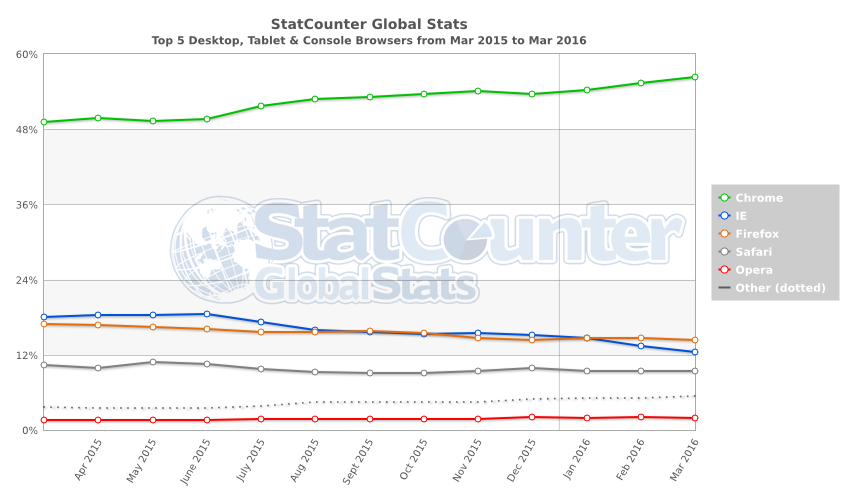 StatCounter Global Stats
Top 5 Desktop, Tablet & Console Browsers from Mar 2015 to Mar 2016
60%
48%
36%
24%
12%
0%
StatCounter
GlobalStats
Chrome
IE
Firefox
Safari
Opera
Other (dotted)
Apr 2015
May 2015
June 2015
July 2015
Aug 2015
Sept 2015
Oct 2015
Nov 2015
Dec 2015
Jan 2016
Feb 2016
Mar 2016